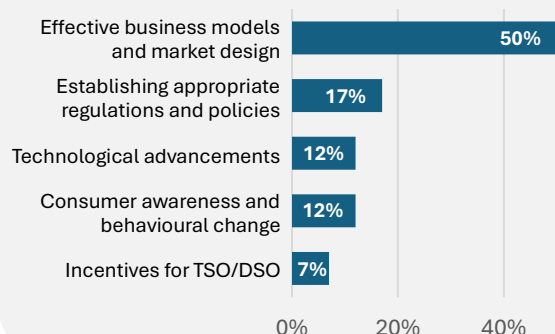 Effective business models
and market design
50%
Establishing appropriate
regulations and policies
17%
Technological advancements
12%
Consumer awareness and
behavioural change
12%
Incentives for TSO/DSO
7%
0% 20% 40%